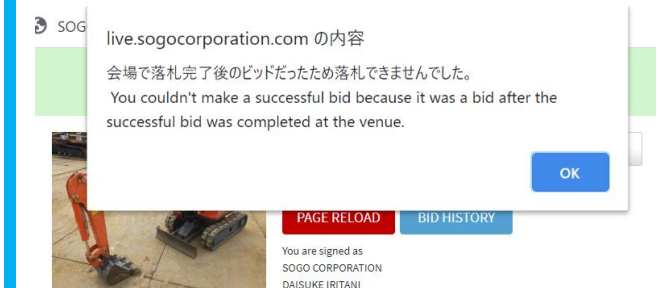 SOG
live.sogocorporation.com の内容
会場で落札完了後のビッドだったため落札できませんでした。
You couldn't make a successful bid because it was a bid after the
successful bid was completed at the venue.
OK
PAGE RELOAD BID HISTORY
You are signed as
SOGO CORPORATION
DAISUKE IRITANI